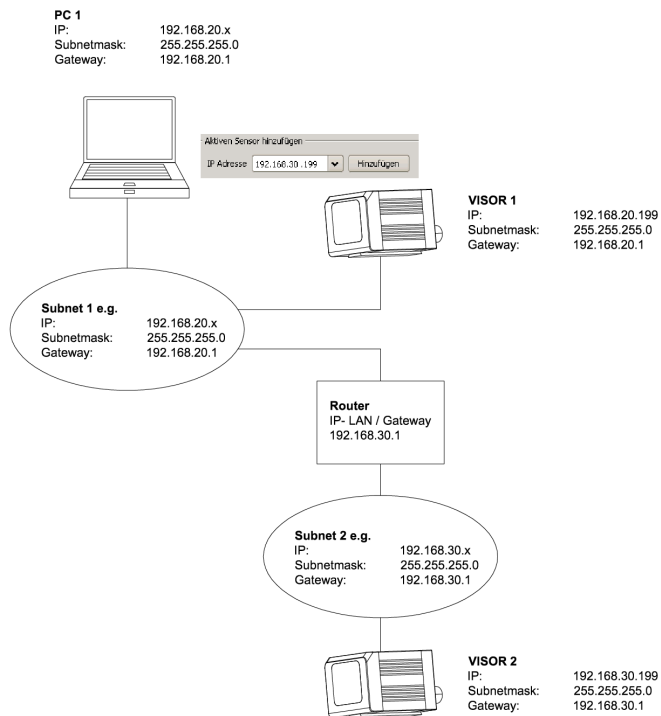 PC 1
IP: 192.168.20.x
Subnetmask: 255.255.255.0
Gateway: 192.168.20.1
Aktiven Sensor hinzufügen
IP Adresse 192.168.30.199 Hinzufügen
VISOR 1
IP: 192.168.20.199
Subnetmask: 255.255.255.0
Gateway: 192.168.20.1
Subnet 1 e.g.
IP: 192.168.20.x
Subnetmask: 255.255.255.0
Gateway: 192.168.20.1
Router
IP- LAN / Gateway
192.168.30.1
Subnet 2 e.g.
IP: 192.168.30.x
Subnetmask: 255.255.255.0
Gateway: 192.168.30.1
VISOR 2
IP: 192.168.30.199
Subnetmask: 255.255.255.0
Gateway: 192.168.30.1